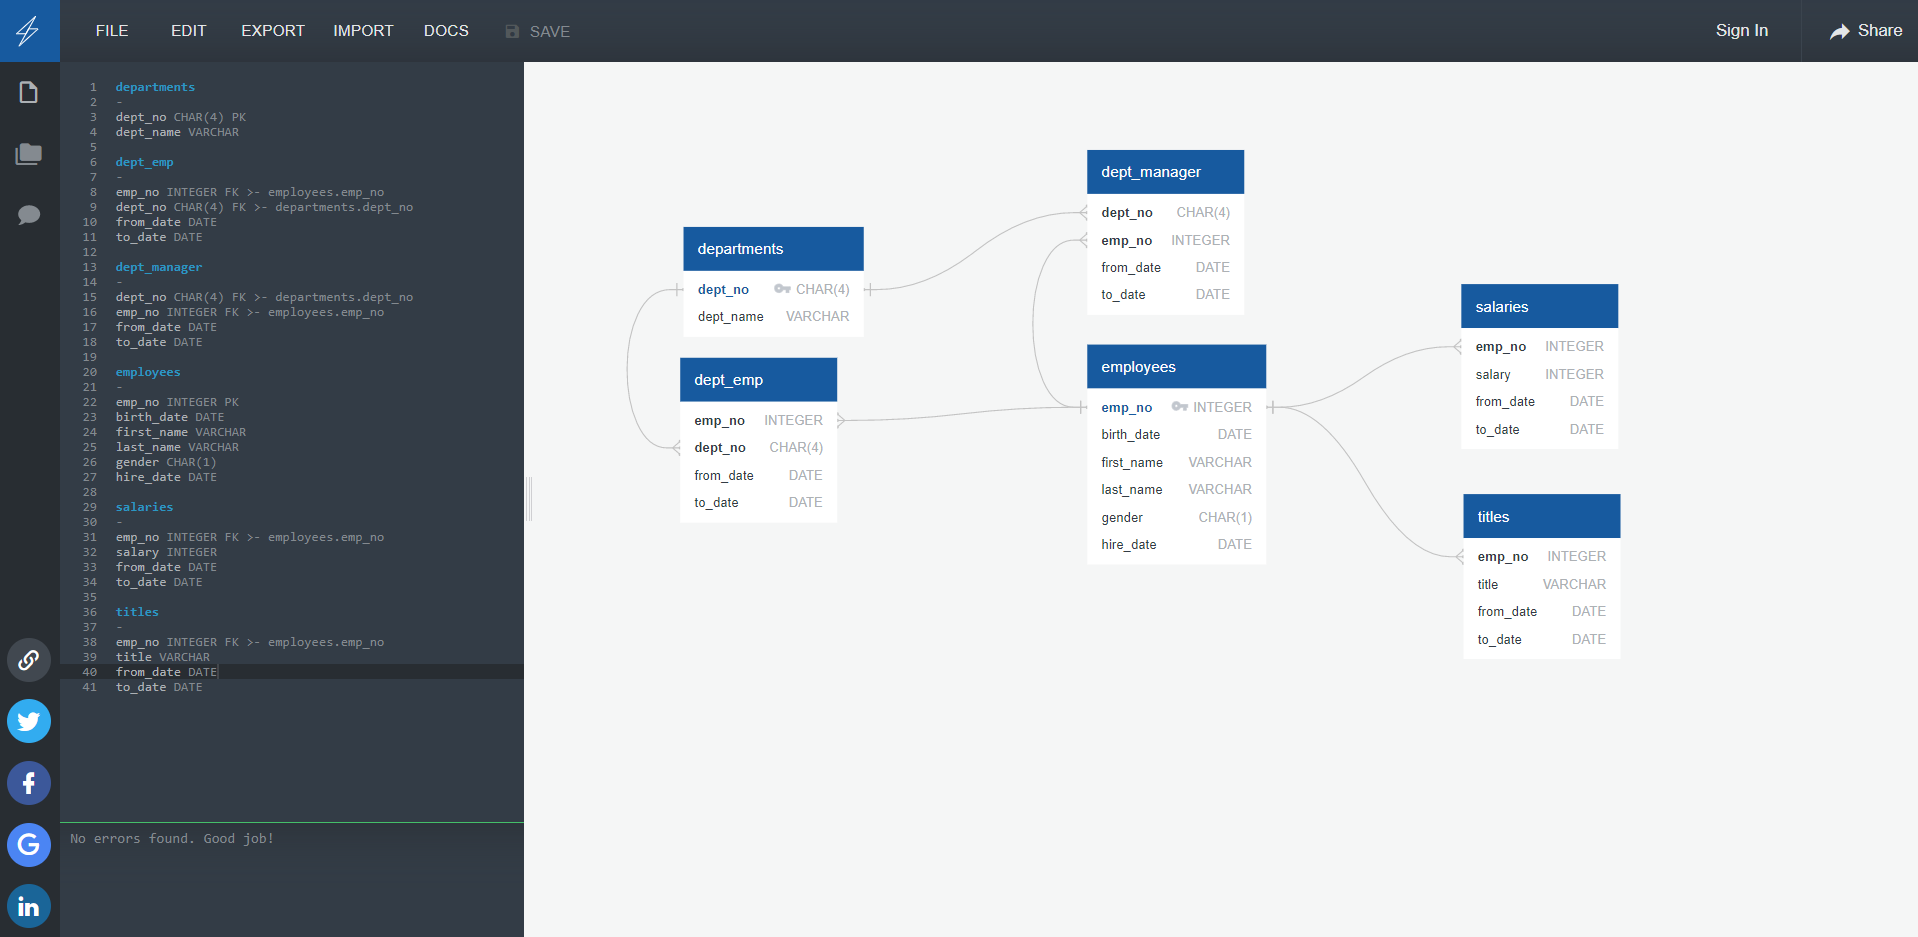 FILE EDIT EXPORT IMPORT DOCS SAVE Sign In Share
1 departments
2 -
3 dept_no CHAR(4) PK
4 dept_name VARCHAR
5
6 dept_emp
7 -
8 emp_no INTEGER FK >- employees.emp_no
9 dept_no CHAR(4) FK >- departments.dept_no
10 from_date DATE
11 to_date DATE
12
13 dept_manager
14 -
15 dept_no CHAR(4) FK >- departments.dept_no
16 emp_no INTEGER FK >- employees.emp_no
17 from_date DATE
18 to_date DATE
19
20 employees
21 -
22 emp_no INTEGER PK
23 birth_date DATE
24 first_name VARCHAR
25 last_name VARCHAR
26 gender CHAR(1)
27 hire_date DATE
28
29 salaries
30 -
31 emp_no INTEGER FK >- employees.emp_no
32 salary INTEGER
33 from_date DATE
34 to_date DATE
35
36 titles
37 -
38 emp_no INTEGER FK >- employees.emp_no
39 title VARCHAR
40 from_date DATE
41 to_date DATE
No errors found. Good job!
departments
dept_no CHAR(4)
dept_name VARCHAR
dept_emp
emp_no INTEGER
dept_no CHAR(4)
from_date DATE
to_date DATE
dept_manager
dept_no CHAR(4)
emp_no INTEGER
from_date DATE
to_date DATE
employees
emp_no INTEGER
birth_date DATE
first_name VARCHAR
last_name VARCHAR
gender CHAR(1)
hire_date DATE
salaries
emp_no INTEGER
salary INTEGER
from_date DATE
to_date DATE
titles
emp_no INTEGER
title VARCHAR
from_date DATE
to_date DATE